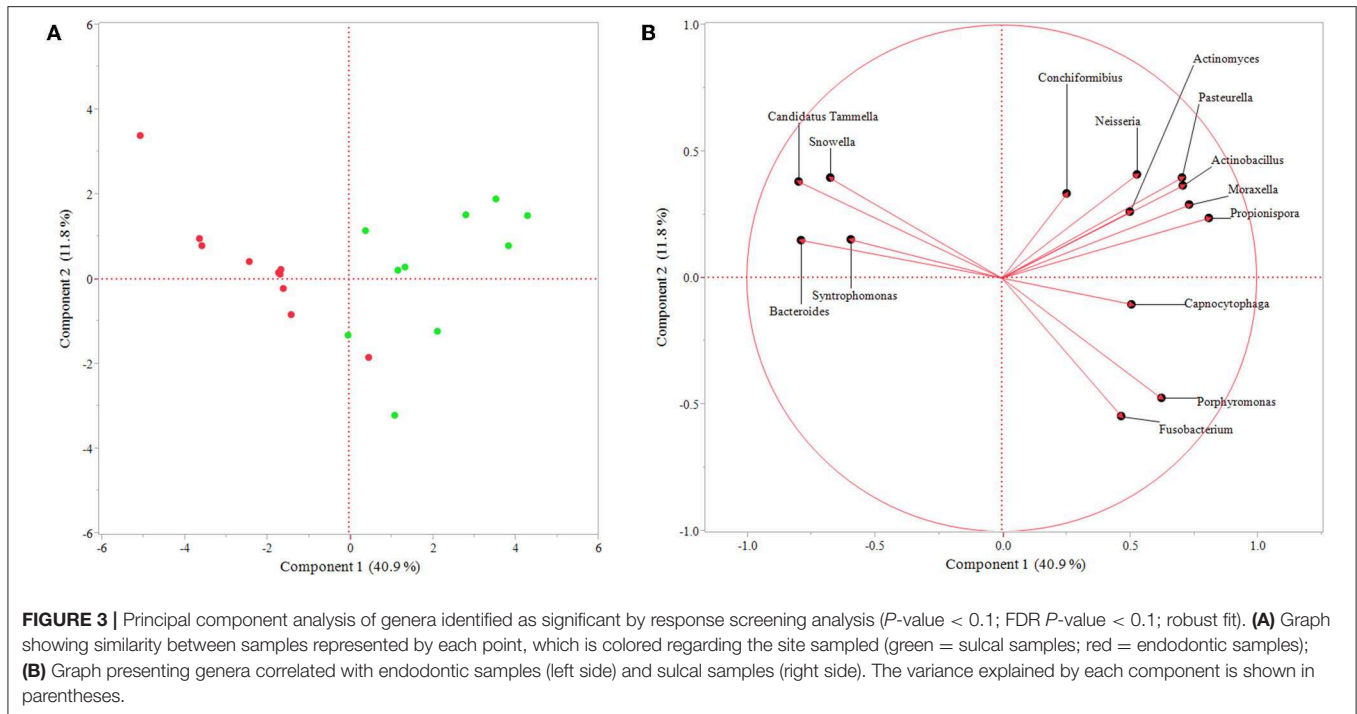 A
6
4
2
0
-2
-4
-6
-6
-4
-2
0
2
4
6
Component 2 (11.8 %)
Component 1 (40.9 %)
B
1.0
0.5
0.0
-0.5
-1.0
-1.0
-0.5
0.0
0.5
1.0
Component 2 (11.8 %)
Component 1 (40.9 %)
Actinomyces
Conchiformibius
Pasteurella
Candidatus Tammella
Neisseria
Snowella
Actinobacillus
Moraxella
Propionispora
Syntrophomonas
Bacteroides
Capnocytophaga
Porphyromonas
Fusobacterium
FIGURE 3 | Principal component analysis of genera identified as significant by response screening analysis (P-value < 0.1; FDR P-value < 0.1; robust fit). (A) Graph
showing similarity between samples represented by each point, which is colored regarding the site sampled (green = sulcal samples; red = endodontic samples);
(B) Graph presenting genera correlated with endodontic samples (left side) and sulcal samples (right side). The variance explained by each component is shown in
parentheses.